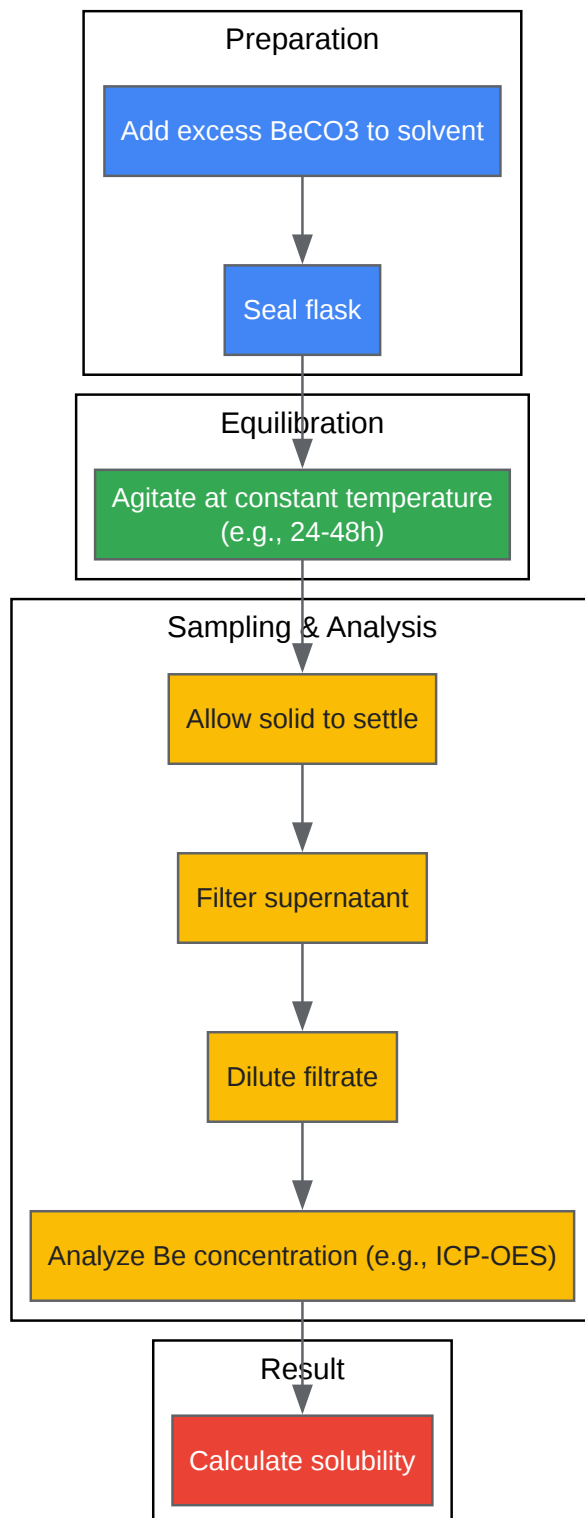 Preparation
Add excess BeCO3 to solvent
Seal flask
Equilibration
Agitate at constant temperature
(e.g., 24-48h)
Sampling & Analysis
Allow solid to settle
Filter supernatant
Dilute filtrate
Analyze Be concentration (e.g., ICP-OES)
Result
Calculate solubility